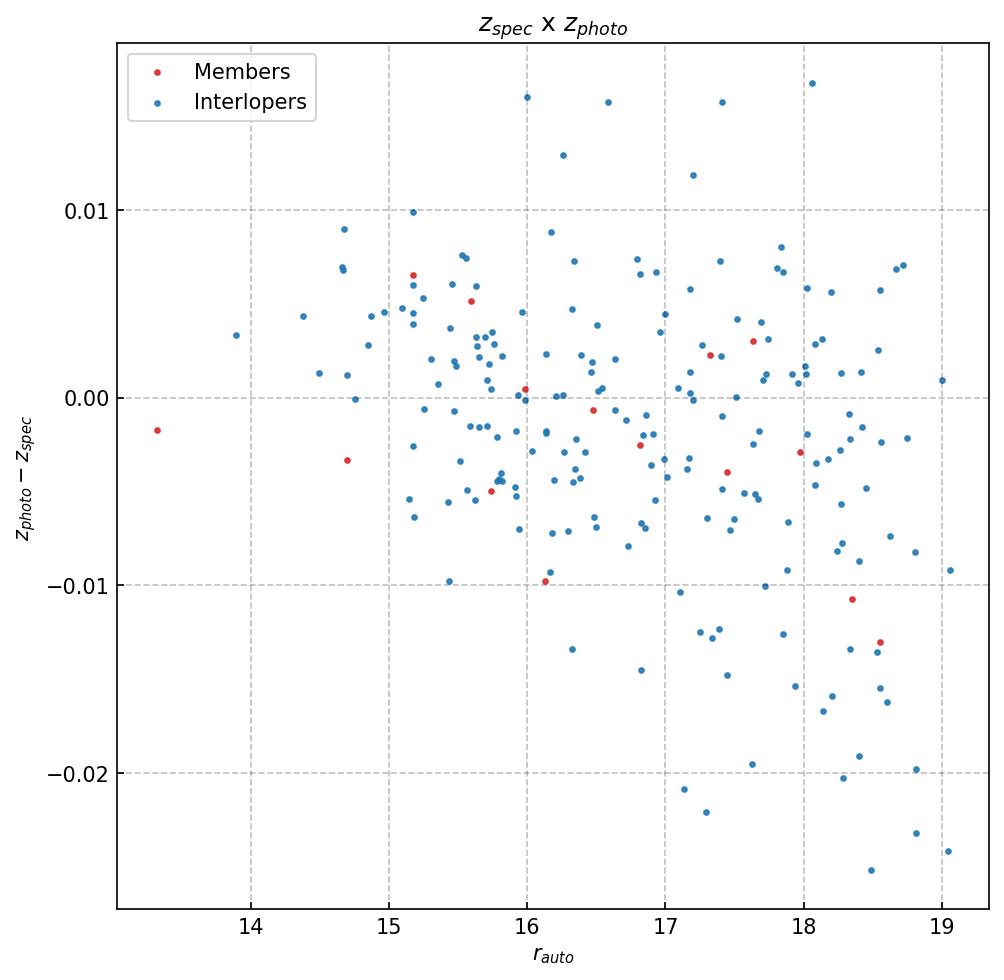 z_spec x z_photo
Members
Interlopers
0.01
0.00
−0.01
−0.02
z_photo − z_spec
14 15 16 17 18 19
r_auto